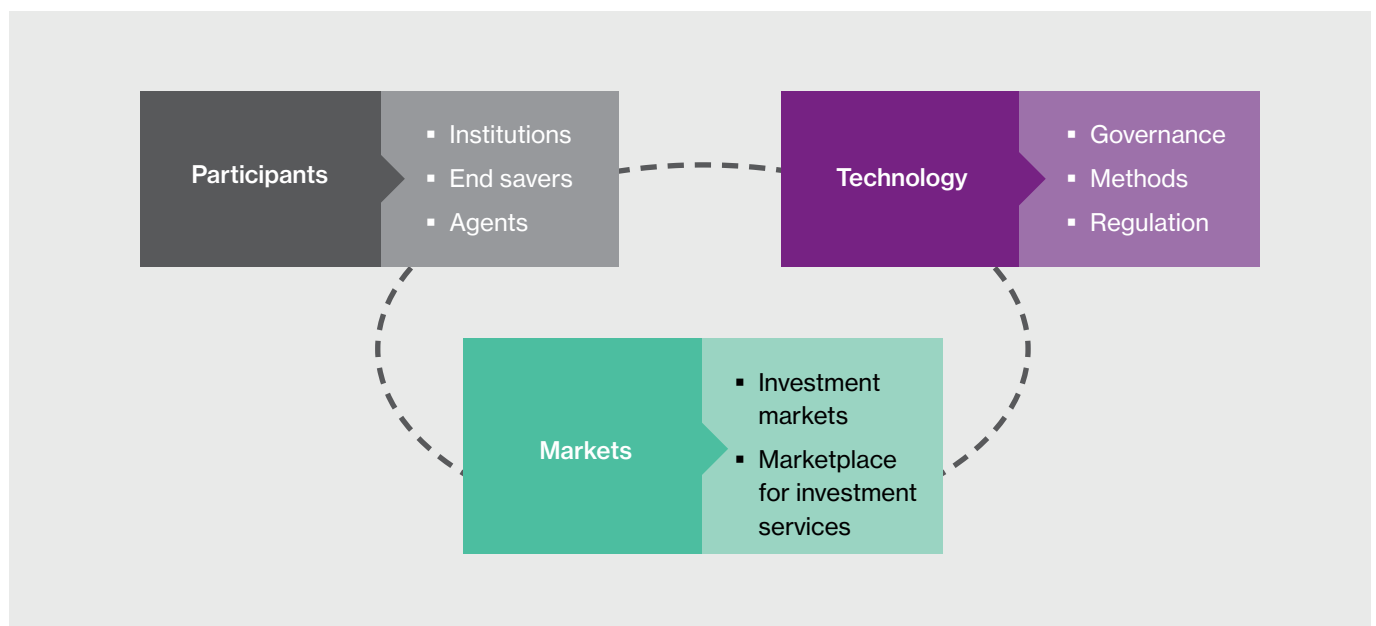 Participants
▪ Institutions
▪ End savers
▪ Agents
Technology
▪ Governance
▪ Methods
▪ Regulation
Markets
▪ Investment
markets
▪ Marketplace
for investment
services